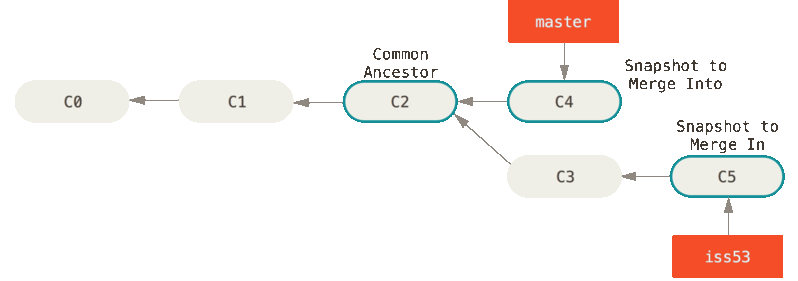 master
Common
Ancestor
Snapshot to
Merge Into
C0
C1
C2
C4
Snapshot to
Merge In
C3
C5
iss53